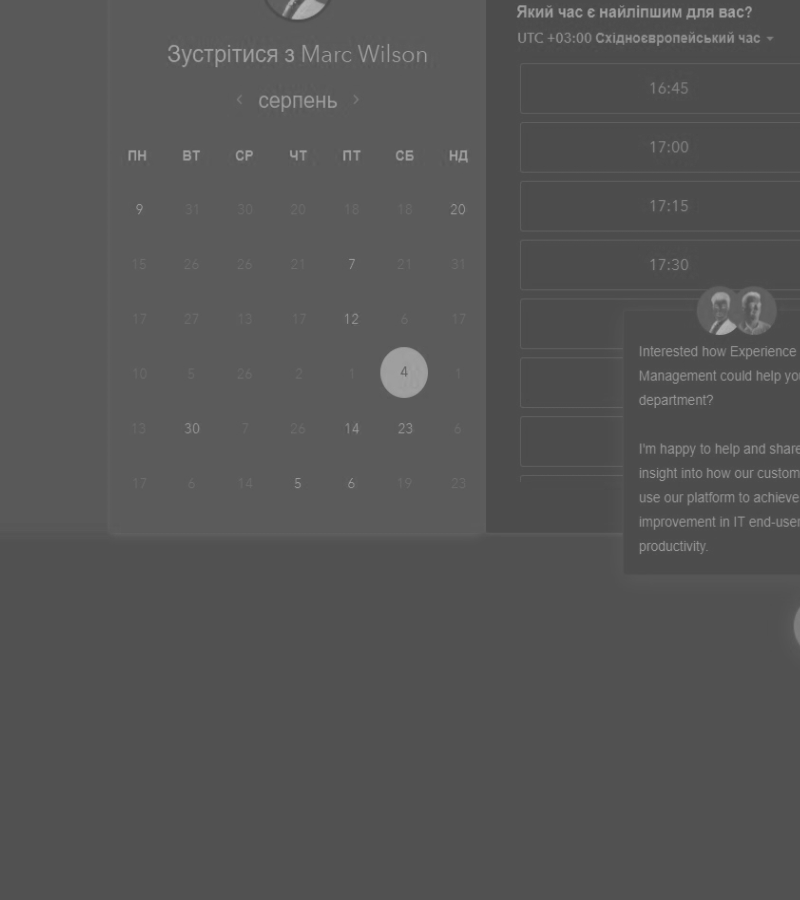 Зустрітися з Marc Wilson
серпень
ПН ВТ СР ЧТ ПТ СБ НД
9 31 30 20 18 18 20
15 26 26 21 7 21 31
17 27 13 17 12 6 17
10 5 26 2 1 4 1
13 30 7 26 14 23 6
17 6 14 5 6 19 23
Який час є найліпшим для вас?
UTC +03:00 Східноєвропейський час
16:45
17:00
17:15
17:30
Interested how Experience
Management could help you
department?
I'm happy to help and share
insight into how our custom
use our platform to achieve
improvement in IT end-user
productivity.